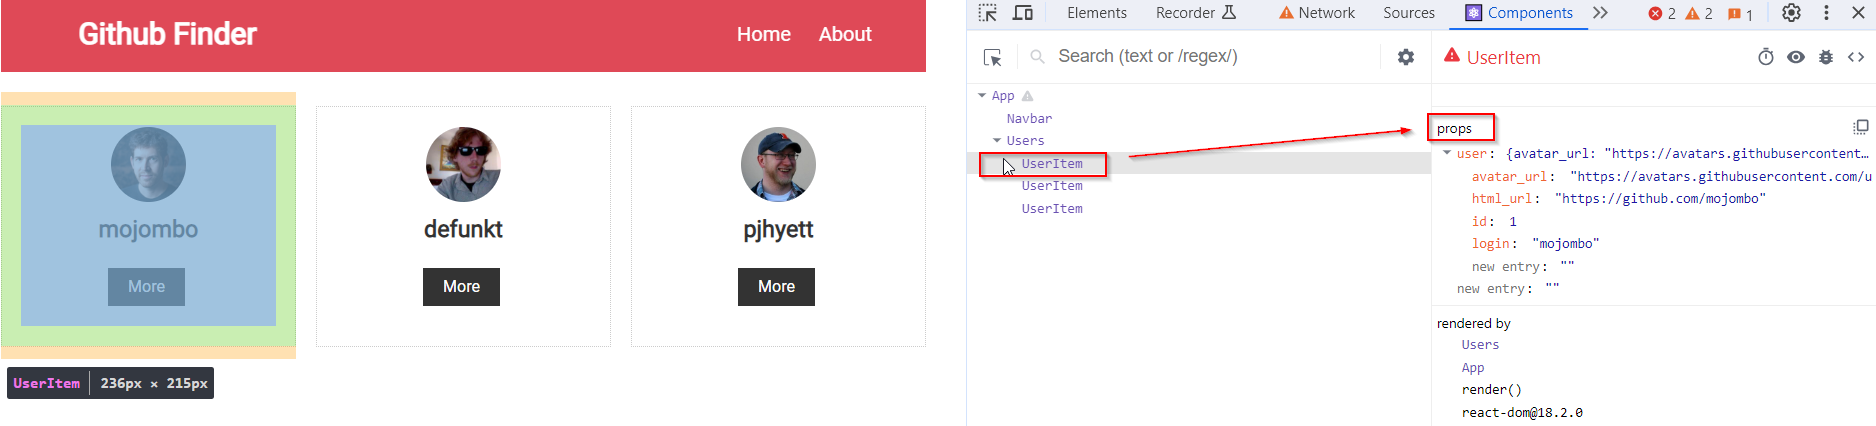 Github Finder
Home About
mojombo
More
defunkt
More
pjhyett
More
UserItem 236px × 215px
Elements Recorder Network Sources Components 2 2 1
Search (text or /regex/)
App
Navbar
Users
UserItem
UserItem
UserItem
UserItem
props
user: {avatar_url: "https://avatars.githubusercontent…
avatar_url: "https://avatars.githubusercontent.com/u
html_url: "https://github.com/mojombo"
id: 1
login: "mojombo"
new entry: ""
new entry: ""
rendered by
Users
App
render()
react-dom@18.2.0